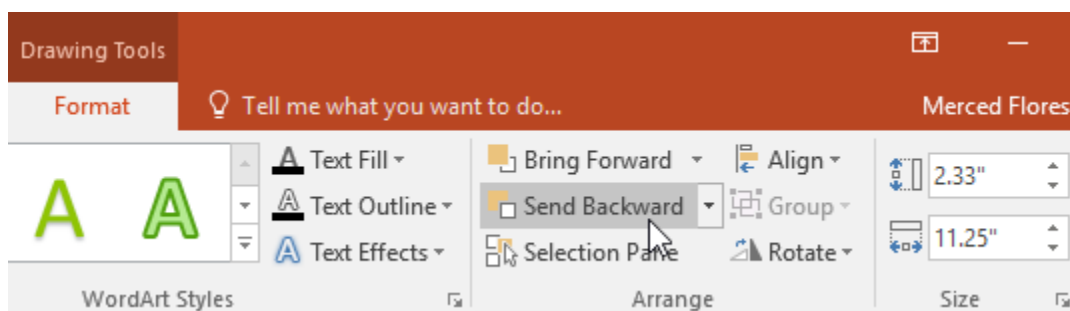 Drawing Tools
Format Tell me what you want to do... Merced Flores
A A Text Fill Bring Forward Align 2.33"
Text Outline Send Backward Group
Text Effects Selection Pane Rotate 11.25"
WordArt Styles Arrange Size